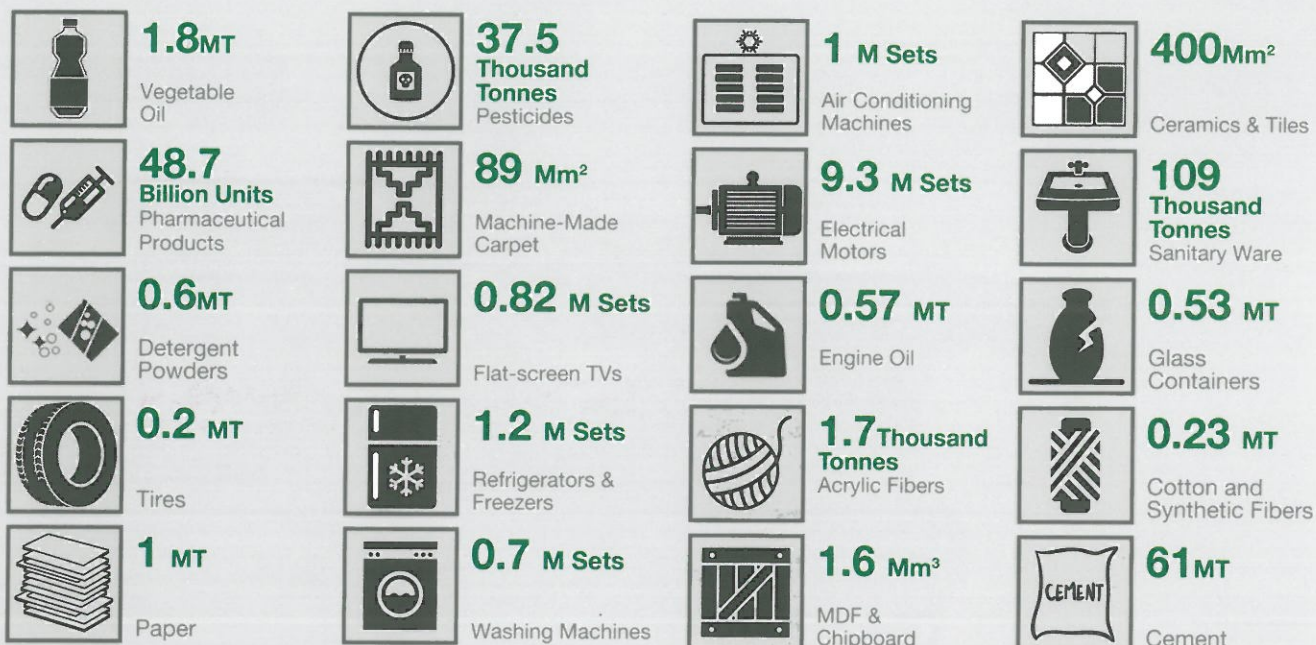 1.8MT
Vegetable
Oil
37.5
Thousand
Tonnes
Pesticides
1 M Sets
Air Conditioning
Machines
400Mm²
Ceramics & Tiles
48.7
Billion Units
Pharmaceutical
Products
89 Mm²
Machine-Made
Carpet
9.3 M Sets
Electrical
Motors
109
Thousand
Tonnes
Sanitary Ware
0.6MT
Detergent
Powders
0.82 M Sets
Flat-screen TVs
0.57 MT
Engine Oil
0.53 MT
Glass
Containers
0.2 MT
Tires
1.2 M Sets
Refrigerators &
Freezers
1.7Thousand
Tonnes
Acrylic Fibers
0.23 MT
Cotton and
Synthetic Fibers
1 MT
Paper
0.7 M Sets
Washing Machines
1.6 Mm³
MDF &
Chipboard
CEMENT
61MT
Cement